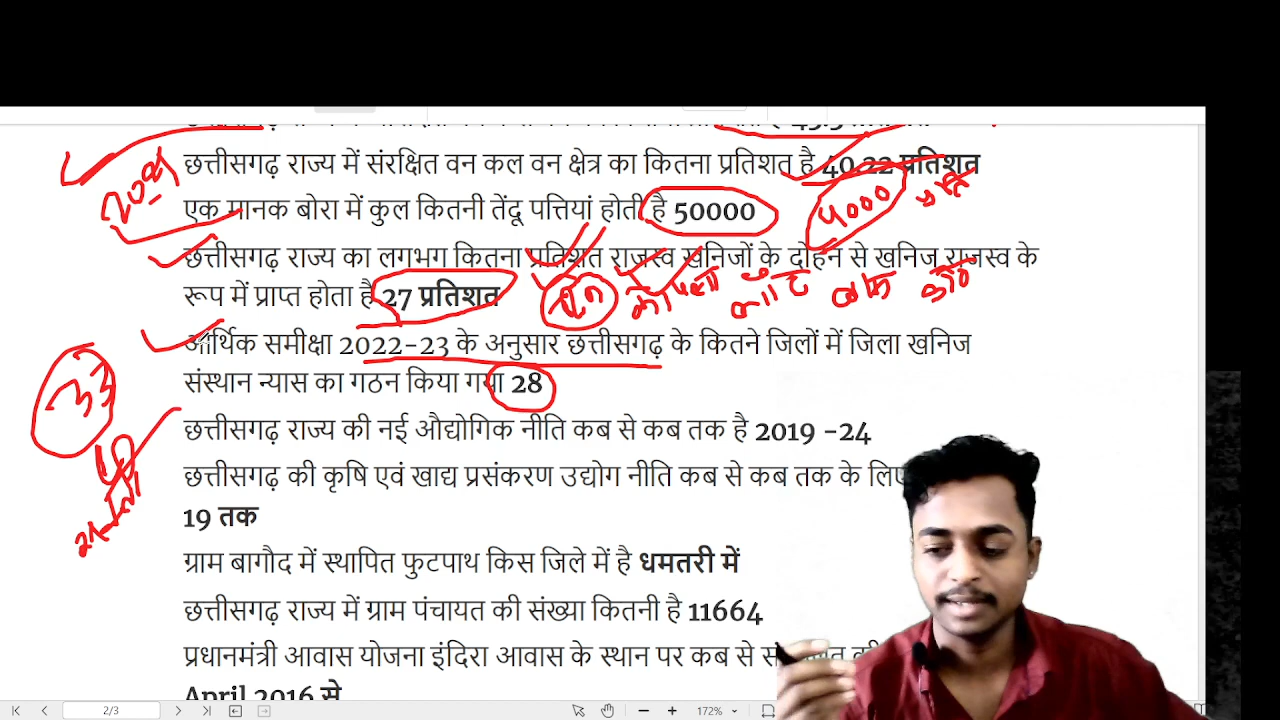 छत्तीसगढ़ राज्य में संरक्षित वन कल वन क्षेत्र का कितना प्रतिशत है 40.22 प्रतिशत
2021
एक मानक बोरा में कुल कितनी तेंदू पत्तियां होती है 50000
4000
छत्तीसगढ़ राज्य का लगभग कितना प्रतिशत राजस्व खनिजों के दोहन से खनिज राजस्व के
रूप में प्राप्त होता है 27 प्रतिशत
आर्थिक समीक्षा 2022-23 के अनुसार छत्तीसगढ़ के कितने जिलों में जिला खनिज
संस्थान न्यास का गठन किया गया 28
33
छत्तीसगढ़ राज्य की नई औद्योगिक नीति कब से कब तक है 2019 -24
छत्तीसगढ़ की कृषि एवं खाद्य प्रसंकरण उद्योग नीति कब से कब तक के लिए
19 तक
ग्राम बागौद में स्थापित फुटपाथ किस जिले में है धमतरी में
छत्तीसगढ़ राज्य में ग्राम पंचायत की संख्या कितनी है 11664
प्रधानमंत्री आवास योजना इंदिरा आवास के स्थान पर कब से
April 2016 से
2/3
172%